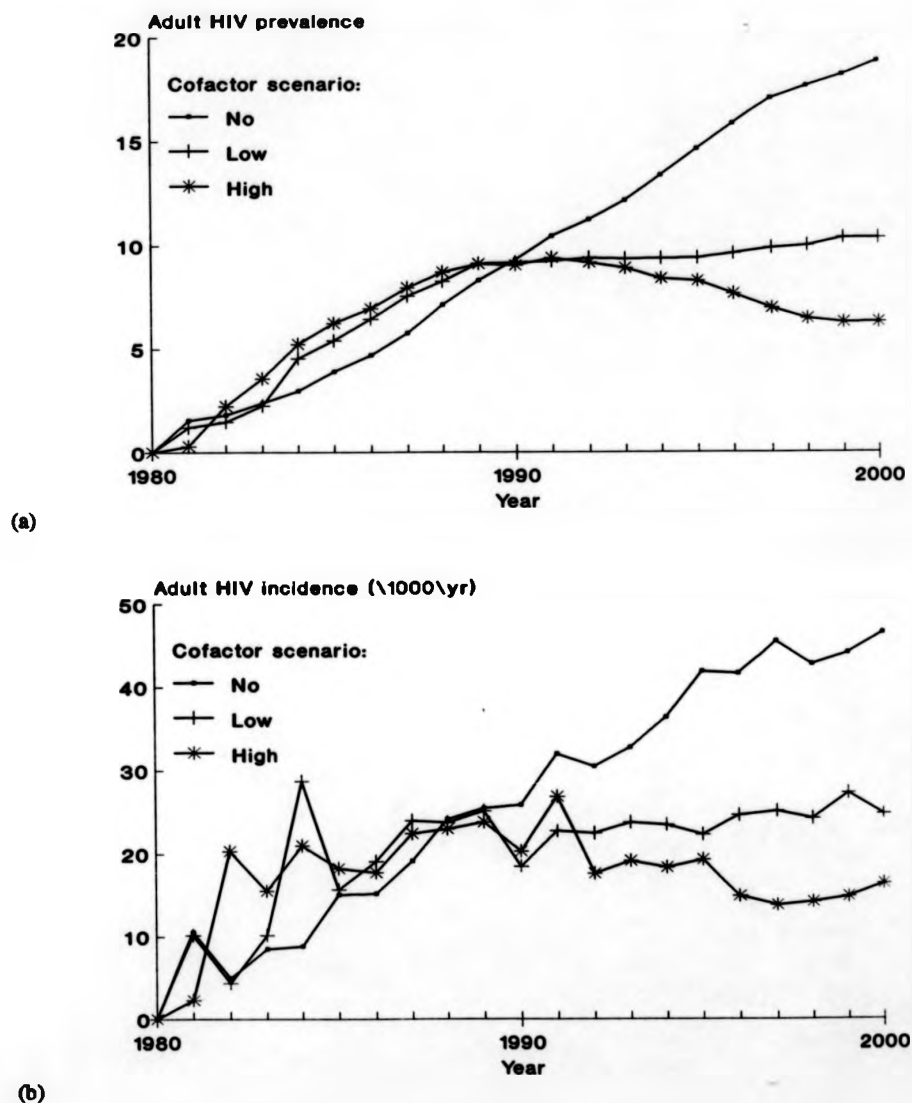 Adult HIV prevalence
20
Cofactor scenario:
No
Low
High
15
10
5
0
1980 1990 2000
Year
(a)
Adult HIV incidence (\1000\yr)
50
Cofactor scenario:
No
Low
High
40
30
20
10
0
1980 1990 2000
Year
(b)